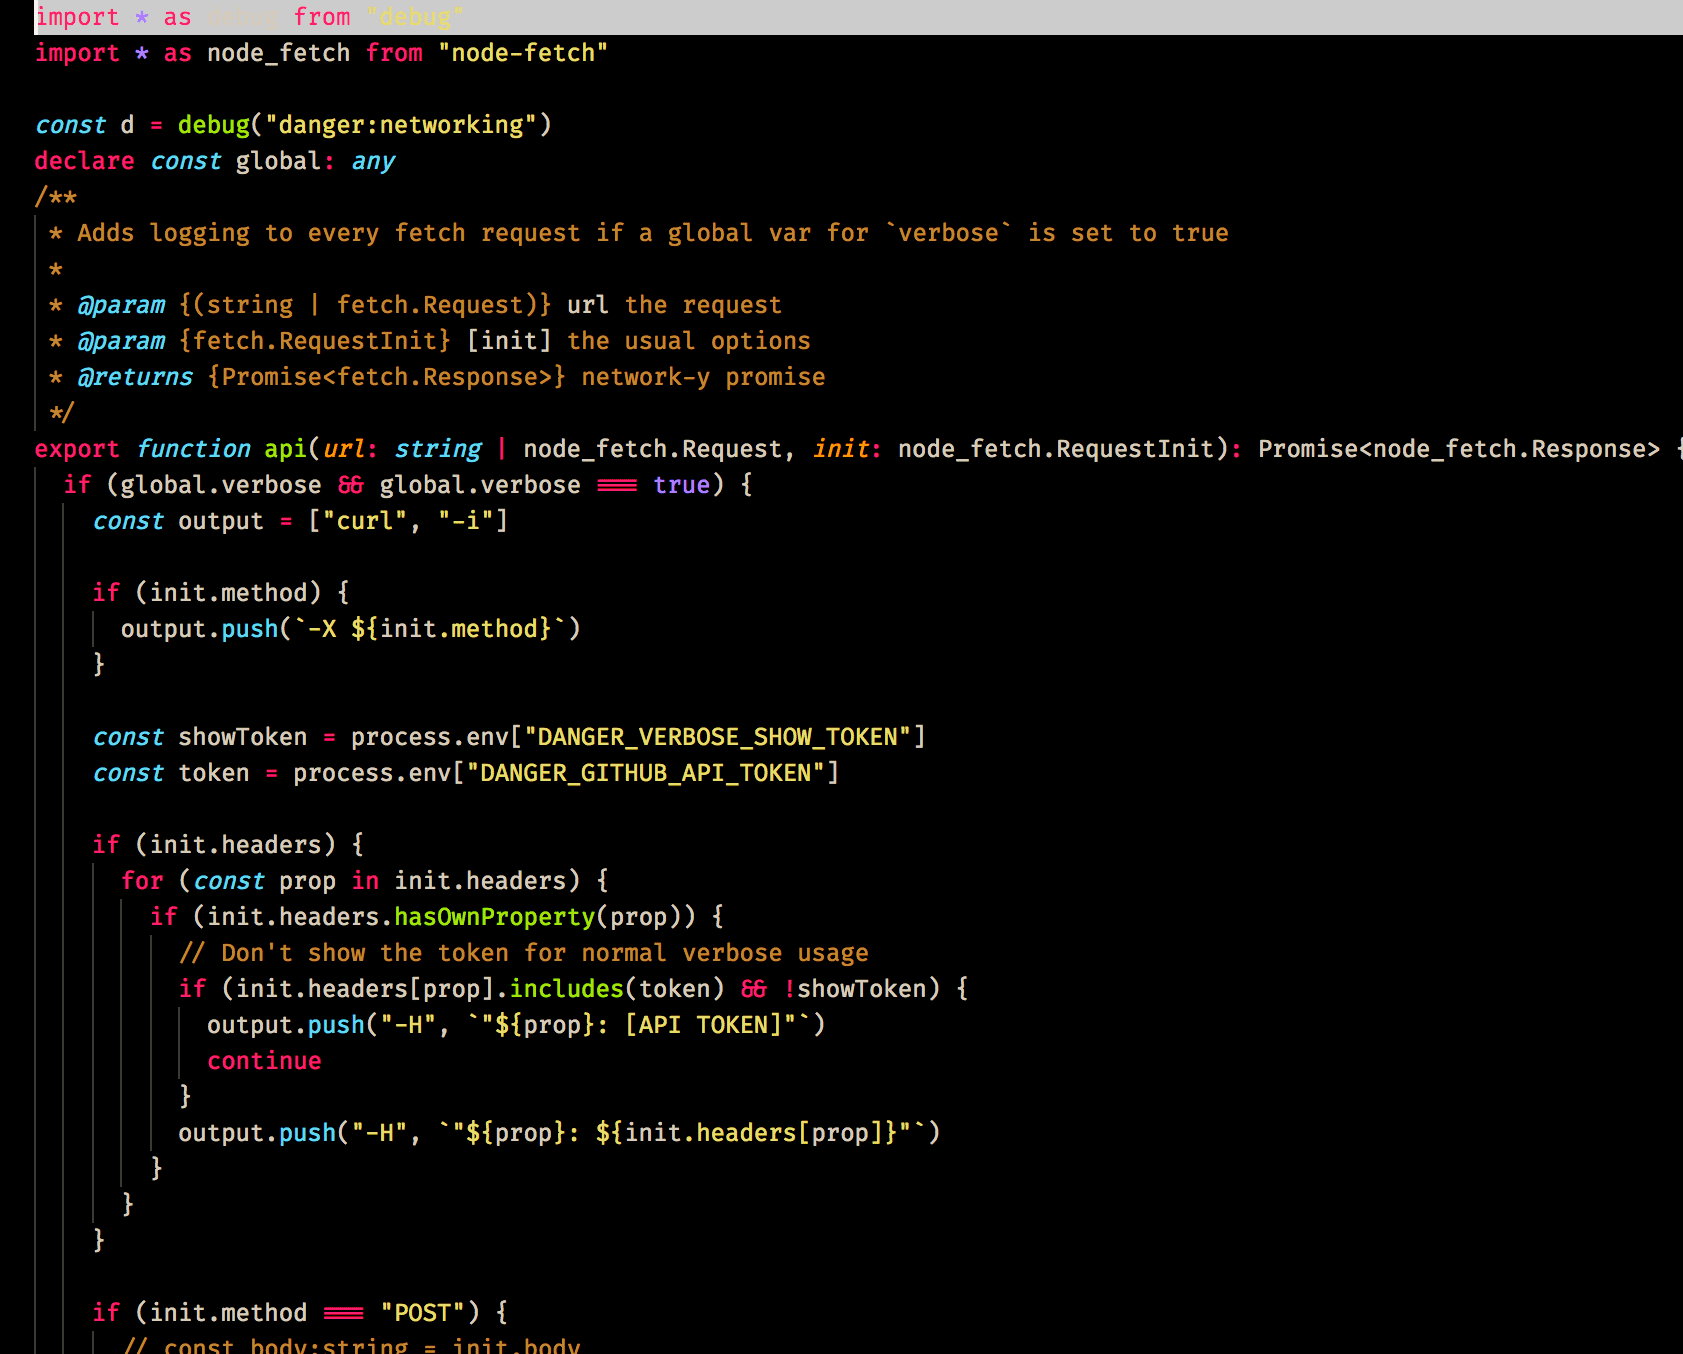 import * as debug from "debug"
import * as node_fetch from "node-fetch"
const d = debug("danger:networking")
declare const global: any
/**
* Adds logging to every fetch request if a global var for `verbose` is set to true
*
* @param {(string | fetch.Request)} url the request
* @param {fetch.RequestInit} [init] the usual options
* @returns {Promise<fetch.Response>} network-y promise
*/
export function api(url: string | node_fetch.Request, init: node_fetch.RequestInit): Promise<node_fetch.Response> {
if (global.verbose && global.verbose === true) {
const output = ["curl", "-i"]
if (init.method) {
output.push(`-X ${init.method}`)
}
const showToken = process.env["DANGER_VERBOSE_SHOW_TOKEN"]
const token = process.env["DANGER_GITHUB_API_TOKEN"]
if (init.headers) {
for (const prop in init.headers) {
if (init.headers.hasOwnProperty(prop)) {
// Don't show the token for normal verbose usage
if (init.headers[prop].includes(token) && !showToken) {
output.push("-H", `"${prop}: [API TOKEN]"`)
continue
}
output.push("-H", `"${prop}: ${init.headers[prop]}"`)
}
}
}
if (init.method === "POST") {
// const body:string = init.body